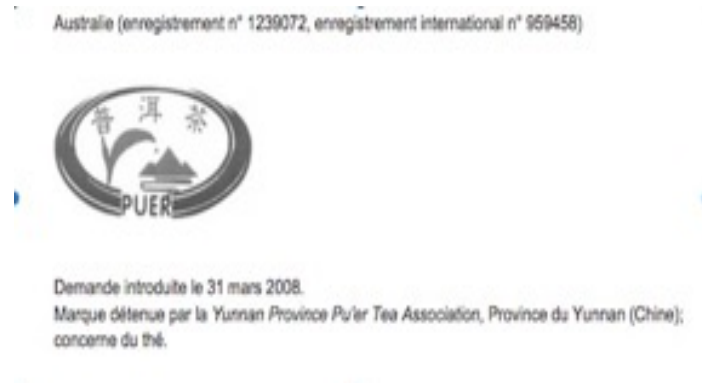 Australie (enregistrement n° 1239072, enregistrement international n° 959458)
普洱茶
PUER
Demande introduite le 31 mars 2008.
Marque détenue par la Yunnan Province Pu'er Tea Association, Province du Yunnan (Chine);
concerne du thé.